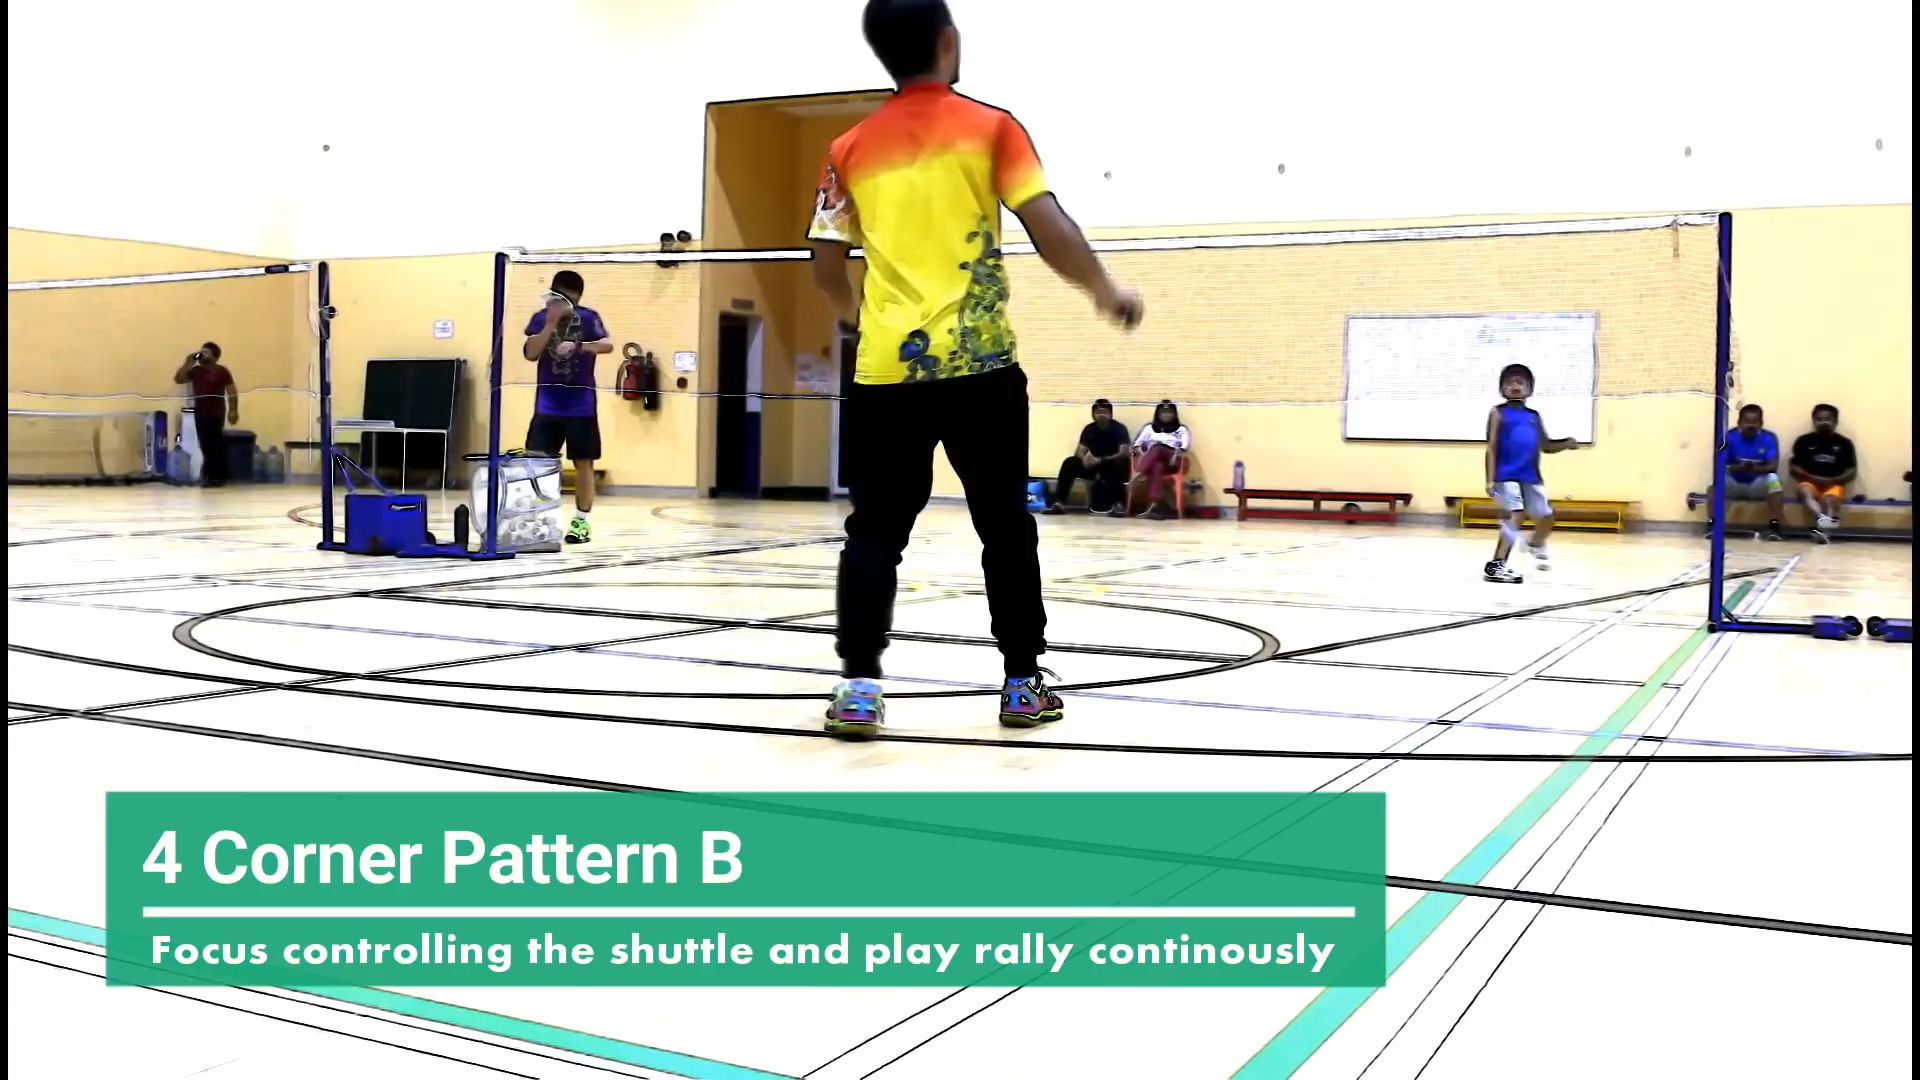 4 Corner Pattern B
Focus controlling the shuttle and play rally continously